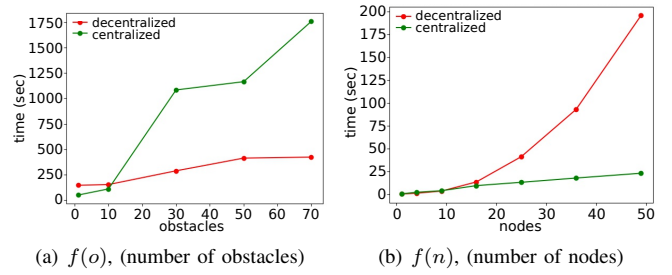 decentralized
centralized
time (sec)
1750
1500
1250
1000
750
500
250
0
0 10 20 30 40 50 60 70
obstacles
(a) f(o), (number of obstacles)
decentralized
centralized
time (sec)
200
175
150
125
100
75
50
25
0
0 10 20 30 40 50
nodes
(b) f(n), (number of nodes)